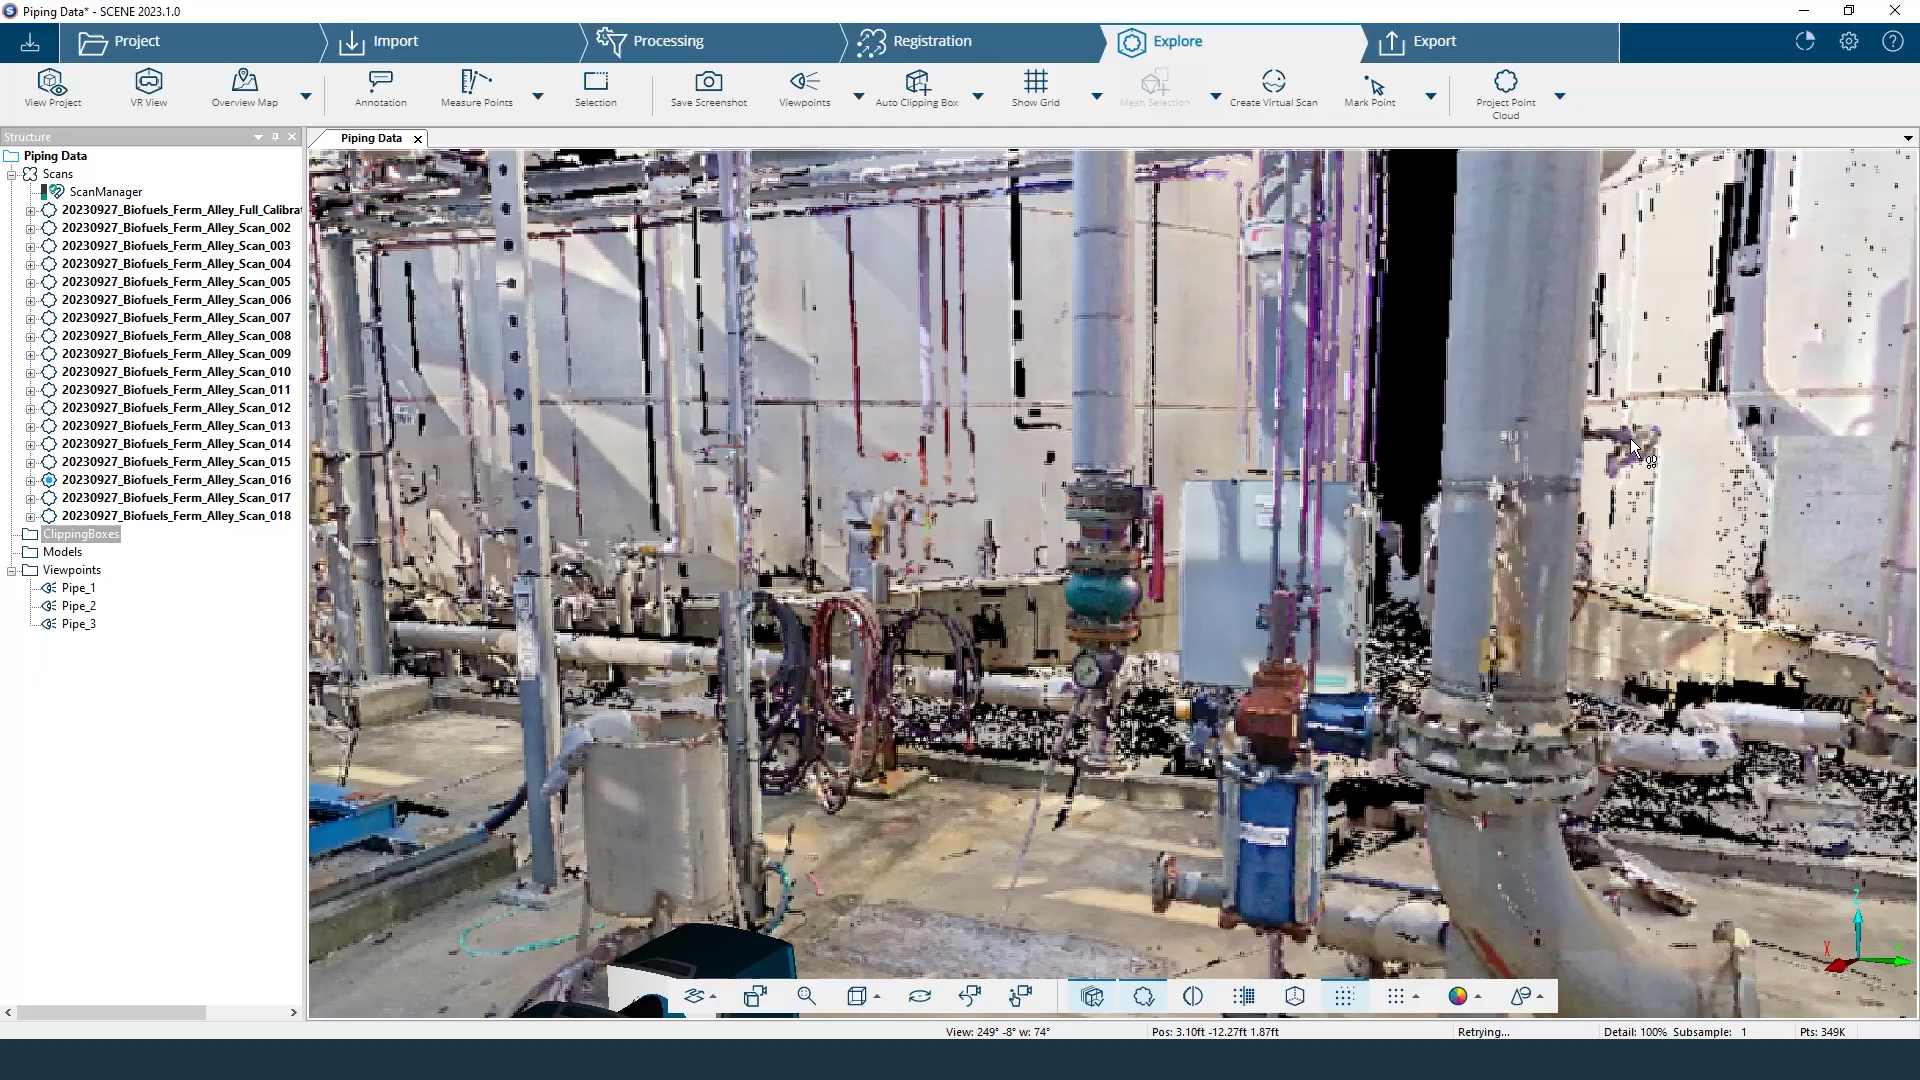 Piping Data* - SCENE 2023.1.0
Project
Import
Processing
Registration
Explore
Export
View Project
VR View
Overview Map
Annotation
Measure Points
Selection
Save Screenshot
Viewpoints
Auto Clipping Box
Show Grid
Mesh Selection
Create Virtual Scan
Mark Point
Project Point
Cloud
Structure
Piping Data
Piping Data
Scans
ScanManager
20230927_Biofuels_Ferm_Alley_Full_Calibrat
20230927_Biofuels_Ferm_Alley_Scan_002
20230927_Biofuels_Ferm_Alley_Scan_003
20230927_Biofuels_Ferm_Alley_Scan_004
20230927_Biofuels_Ferm_Alley_Scan_005
20230927_Biofuels_Ferm_Alley_Scan_006
20230927_Biofuels_Ferm_Alley_Scan_007
20230927_Biofuels_Ferm_Alley_Scan_008
20230927_Biofuels_Ferm_Alley_Scan_009
20230927_Biofuels_Ferm_Alley_Scan_010
20230927_Biofuels_Ferm_Alley_Scan_011
20230927_Biofuels_Ferm_Alley_Scan_012
20230927_Biofuels_Ferm_Alley_Scan_013
20230927_Biofuels_Ferm_Alley_Scan_014
20230927_Biofuels_Ferm_Alley_Scan_015
20230927_Biofuels_Ferm_Alley_Scan_016
20230927_Biofuels_Ferm_Alley_Scan_017
20230927_Biofuels_Ferm_Alley_Scan_018
ClippingBoxes
Models
Viewpoints
Pipe_1
Pipe_2
Pipe_3
Z
X
View: 249° -8° w: 74°
Pos: 3.10ft -12.27ft 1.87ft
Retrying...
Detail: 100% Subsample: 1
Pts: 349K